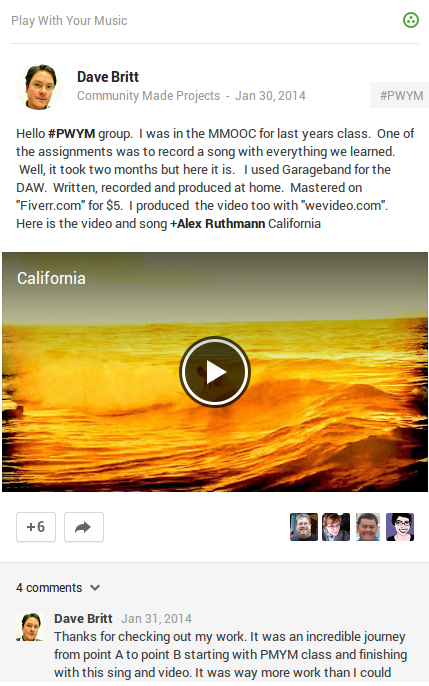 Play With Your Music
Dave Britt
Community Made Projects - Jan 30, 2014
#PWYM
Hello #PWYM group. I was in the MMOOC for last years class. One of
the assignments was to record a song with everything we learned.
Well, it took two months but here it is. I used Garageband for the
DAW. Written, recorded and produced at home. Mastered on
"Fiverr.com" for $5. I produced the video too with "wevideo.com".
Here is the video and song +Alex Ruthmann California
California
+6
4 comments
Dave Britt Jan 31, 2014
Thanks for checking out my work. It was an incredible journey
from point A to point B starting with PMYM class and finishing
with this sing and video. It was way more work than I could